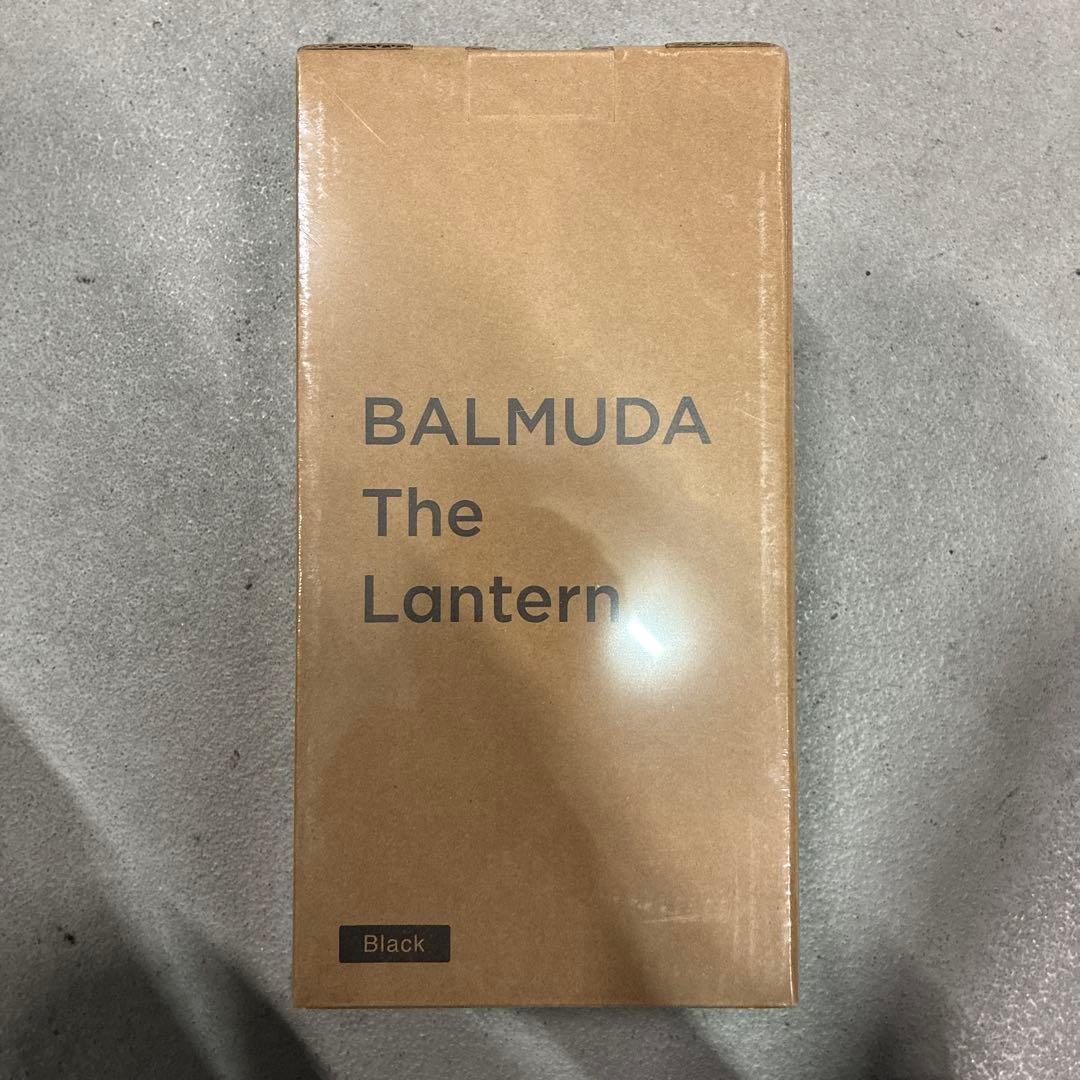 BALMUDA
The
Lantern
Black